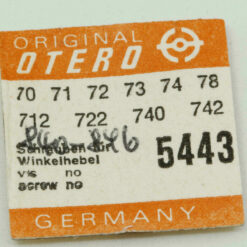 ORIGINAL
OTERO
70 71 72 73 74 78
712 722 740 742
846
Schrauben für
Winkelhebel
vis no
screw no
5443
GERMANY